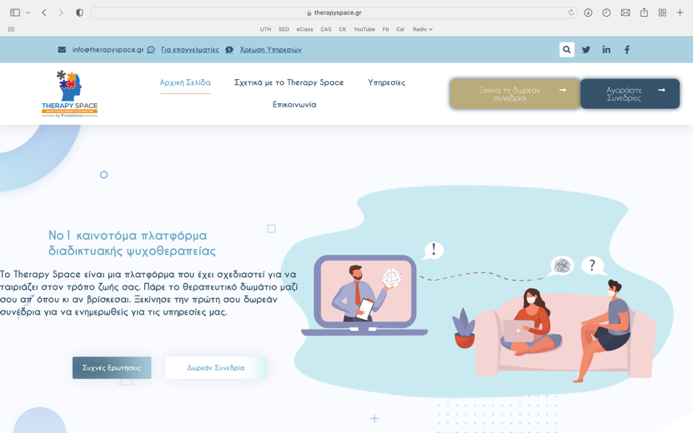 therapyspace.gr
UTH SED eClass CAS CK YouTube Fb Cal Radio
info@therapyspace.gr Για επαγγελματίες Χρέωση Υπηρεσιών
THERAPY SPACE
Αρχική Σελίδα Σχετικά με το Therapy Space Υπηρεσίες
Επικοινωνία
Ξεκινα τη δωρεάν
συνεδρία
Αγοράστε
Συνεδρίες
Νο1 καινοτόμα πλατφόρμα
διαδικτυακής ψυχοθεραπείας
Το Therapy Space είναι μια πλατφόρμα που έχει σχεδιαστεί για να
ταιριάζει στον τρόπο ζωής σας. Πάρε το θεραπευτικό δωμάτιο μαζί
σου απ' όπου κι αν βρίσκεσαι. Ξεκίνησε την πρώτη σου δωρεάν
συνεδρία για να ενημερωθείς για τις υπηρεσίες μας.
! ?
Συχνές Ερωτήσεις Δωρεάν Συνεδρία